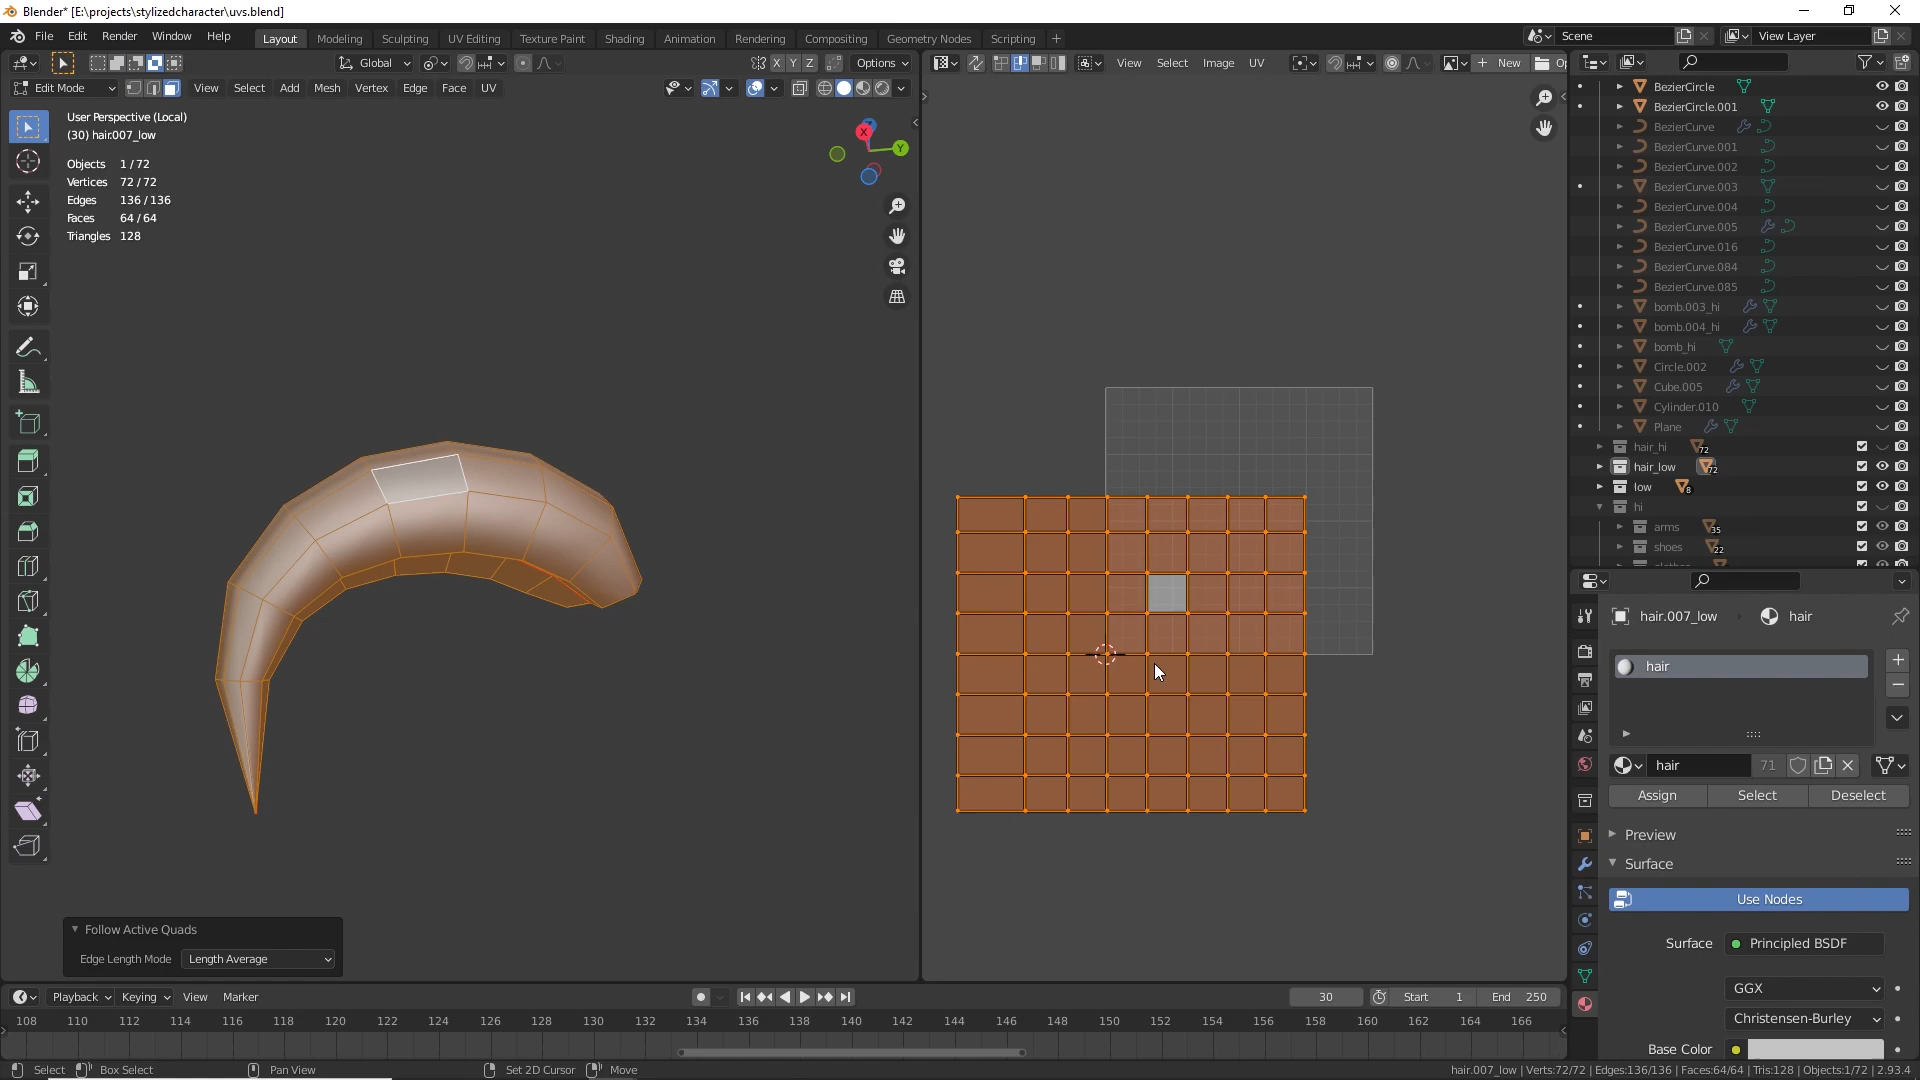 Blender* [E:\projects\stylizedcharacter\uvs.blend]
File Edit Render Window Help Layout Modeling Sculpting UV Editing Texture Paint Shading Animation Rendering Compositing Geometry Nodes Scripting + Scene View Layer
Global X Y Z Options View Select Image UV New Op
Edit Mode View Select Add Mesh Vertex Edge Face UV
User Perspective (Local)
(30) hair.007_low
Objects 1 / 72
Vertices 72 / 72
Edges 136 / 136
Faces 64 / 64
Triangles 128
X
Y
BezierCircle
BezierCircle.001
BezierCurve
BezierCurve.001
BezierCurve.002
BezierCurve.003
BezierCurve.004
BezierCurve.005
BezierCurve.016
BezierCurve.084
BezierCurve.085
bomb.003_hi
bomb.004_hi
bomb_hi
Circle.002
Cube.005
Cylinder.010
Plane
hair_hi 72
hair_low 72
low 8
hi
arms 35
shoes 22
hair.007_low hair
hair
hair 71
Assign Select Deselect
Preview
Surface
Use Nodes
Surface Principled BSDF
GGX
Christensen-Burley
Base Color
Follow Active Quads
Edge Length Mode Length Average
Playback Keying View Marker 30 Start 1 End 250
108 110 112 114 116 118 120 122 124 126 128 130 132 134 136 138 140 142 144 146 148 150 152 154 156 158 160 162 164 166
Select Box Select Pan View Set 2D Cursor Move hair.007_low | Verts:72/72 | Edges:136/136 | Faces:64/64 | Tris:128 | Objects:1/72 | 2.93.4